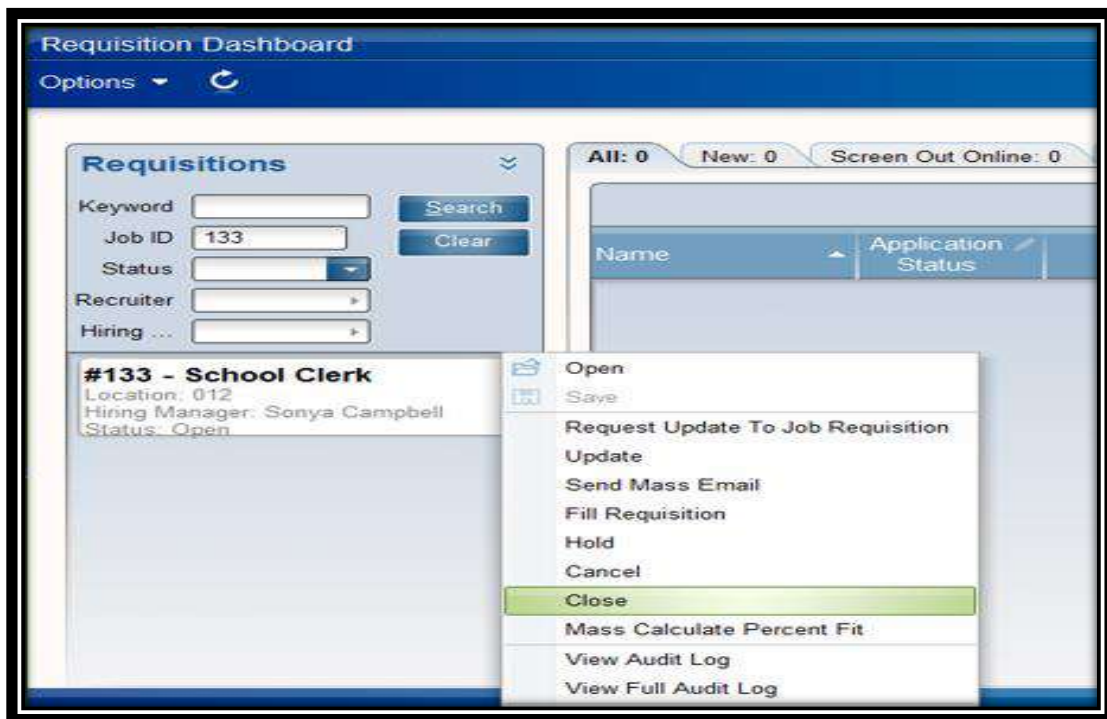 Requisition Dashboard
Options
Requisitions
Keyword
Search
Job ID 133
Clear
Status
Recruiter
Hiring ...
#133 - School Clerk
Location: 012
Hiring Manager: Sonya Campbell
Status: Open
All: 0 New: 0 Screen Out Online: 0
Name Application Status
Open
Save
Request Update To Job Requisition
Update
Send Mass Email
Fill Requisition
Hold
Cancel
Close
Mass Calculate Percent Fit
View Audit Log
View Full Audit Log